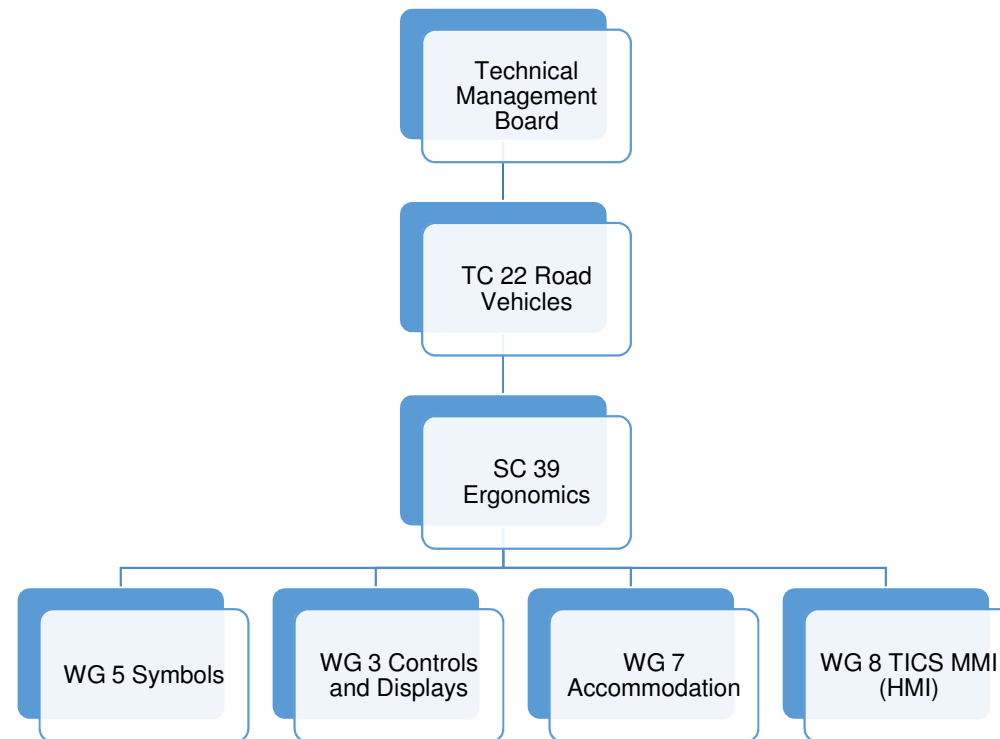 Technical
Management
Board
TC 22 Road
Vehicles
SC 39
Ergonomics
WG 5 Symbols
WG 3 Controls
and Displays
WG 7
Accommodation
WG 8 TICS MMI
(HMI)